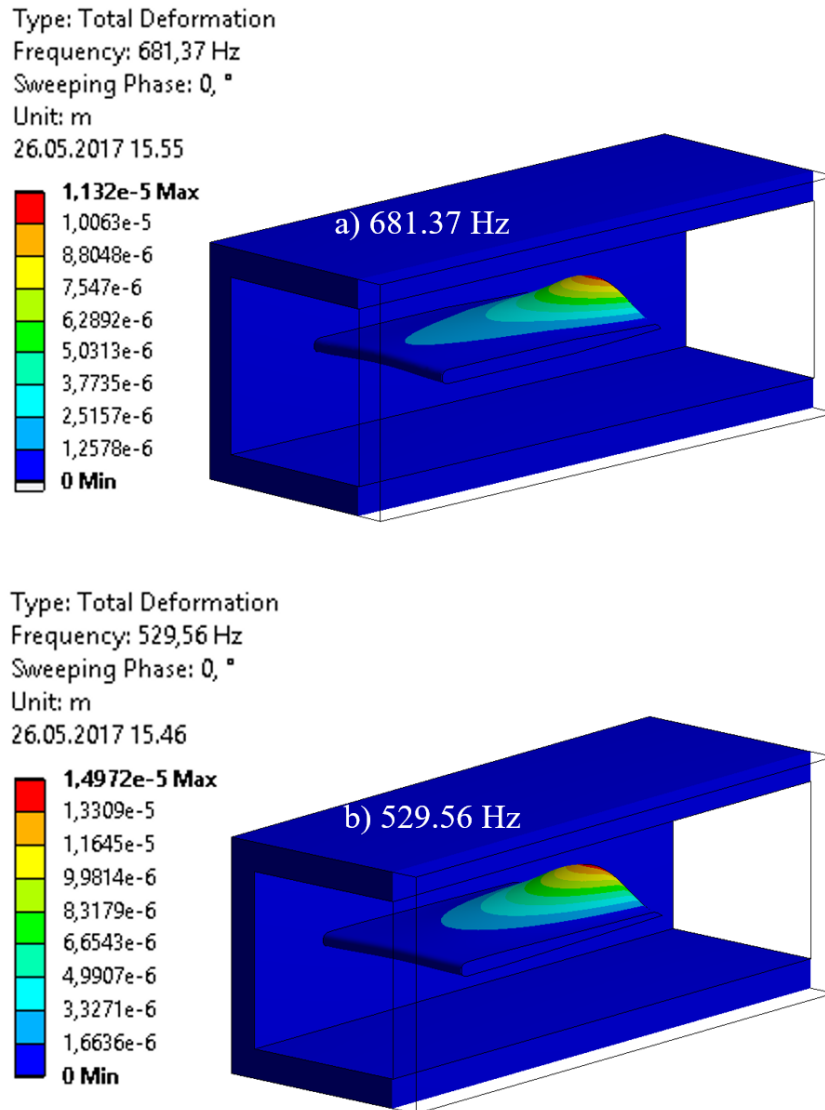 Type: Total Deformation
Frequency: 681,37 Hz
Sweeping Phase: 0, °
Unit: m
26.05.2017 15.55
1,132e-5 Max
1,0063e-5
8,8048e-6
7,547e-6
6,2892e-6
5,0313e-6
3,7735e-6
2,5157e-6
1,2578e-6
0 Min
a) 681.37 Hz
Type: Total Deformation
Frequency: 529,56 Hz
Sweeping Phase: 0, °
Unit: m
26.05.2017 15.46
1,4972e-5 Max
1,3309e-5
1,1645e-5
9,9814e-6
8,3179e-6
6,6543e-6
4,9907e-6
3,3271e-6
1,6636e-6
0 Min
b) 529.56 Hz